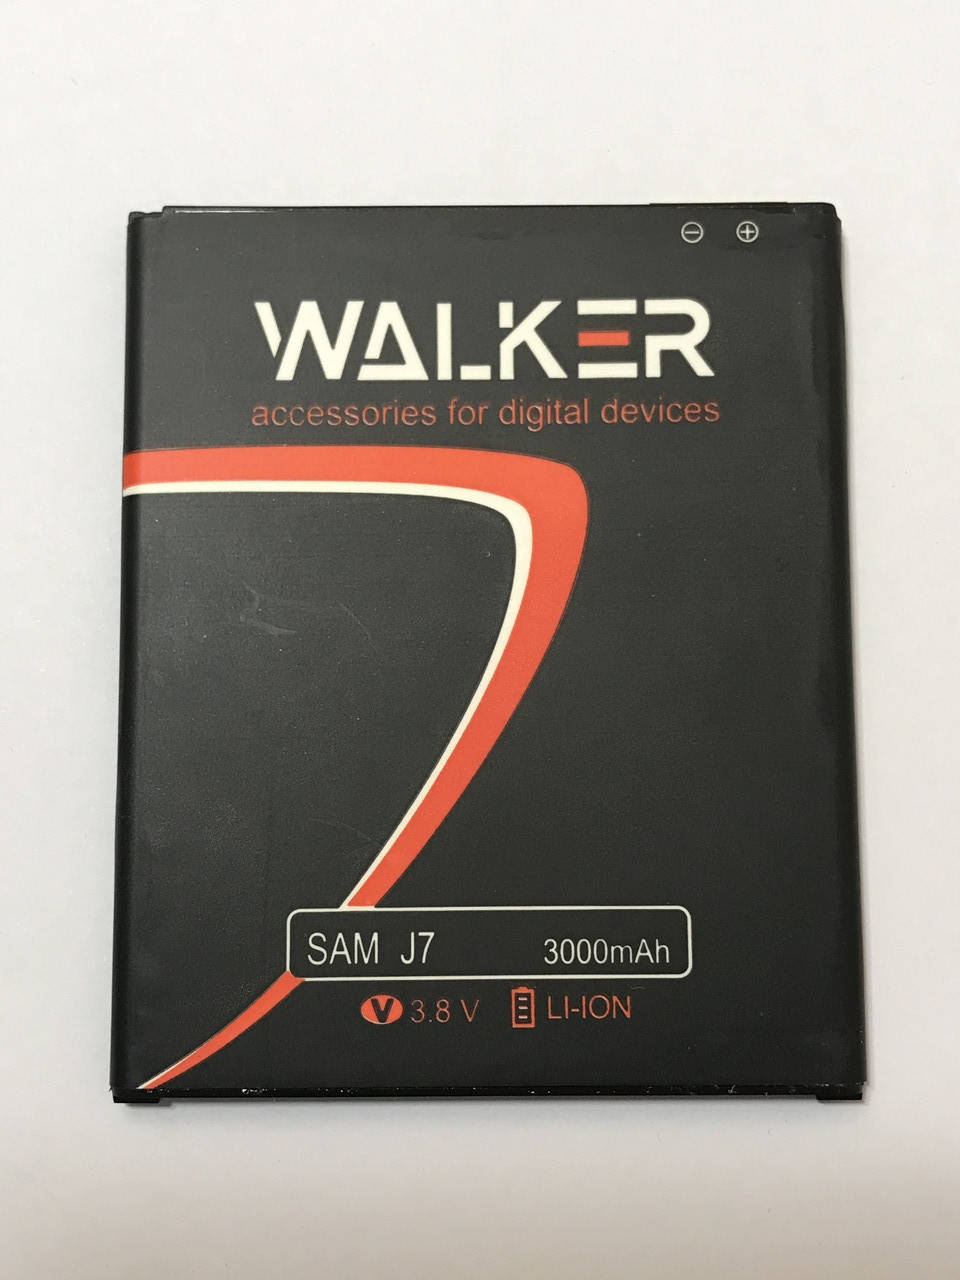 ⊖ ⊕
WALKER
accessories for digital devices
SAM J7 3000mAh
V 3.8 V LI-ION